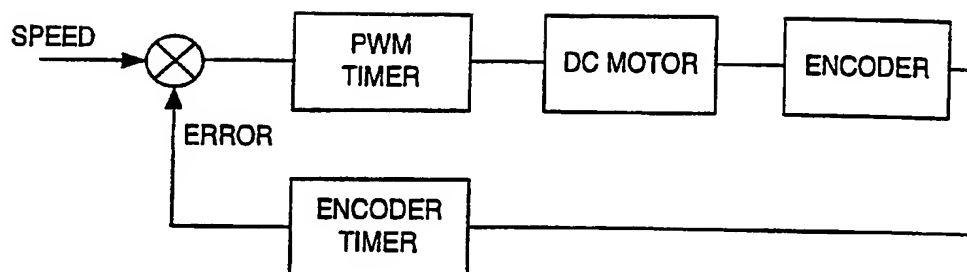 SPEED
PWM
TIMER
DC MOTOR
ENCODER
ERROR
ENCODER
TIMER